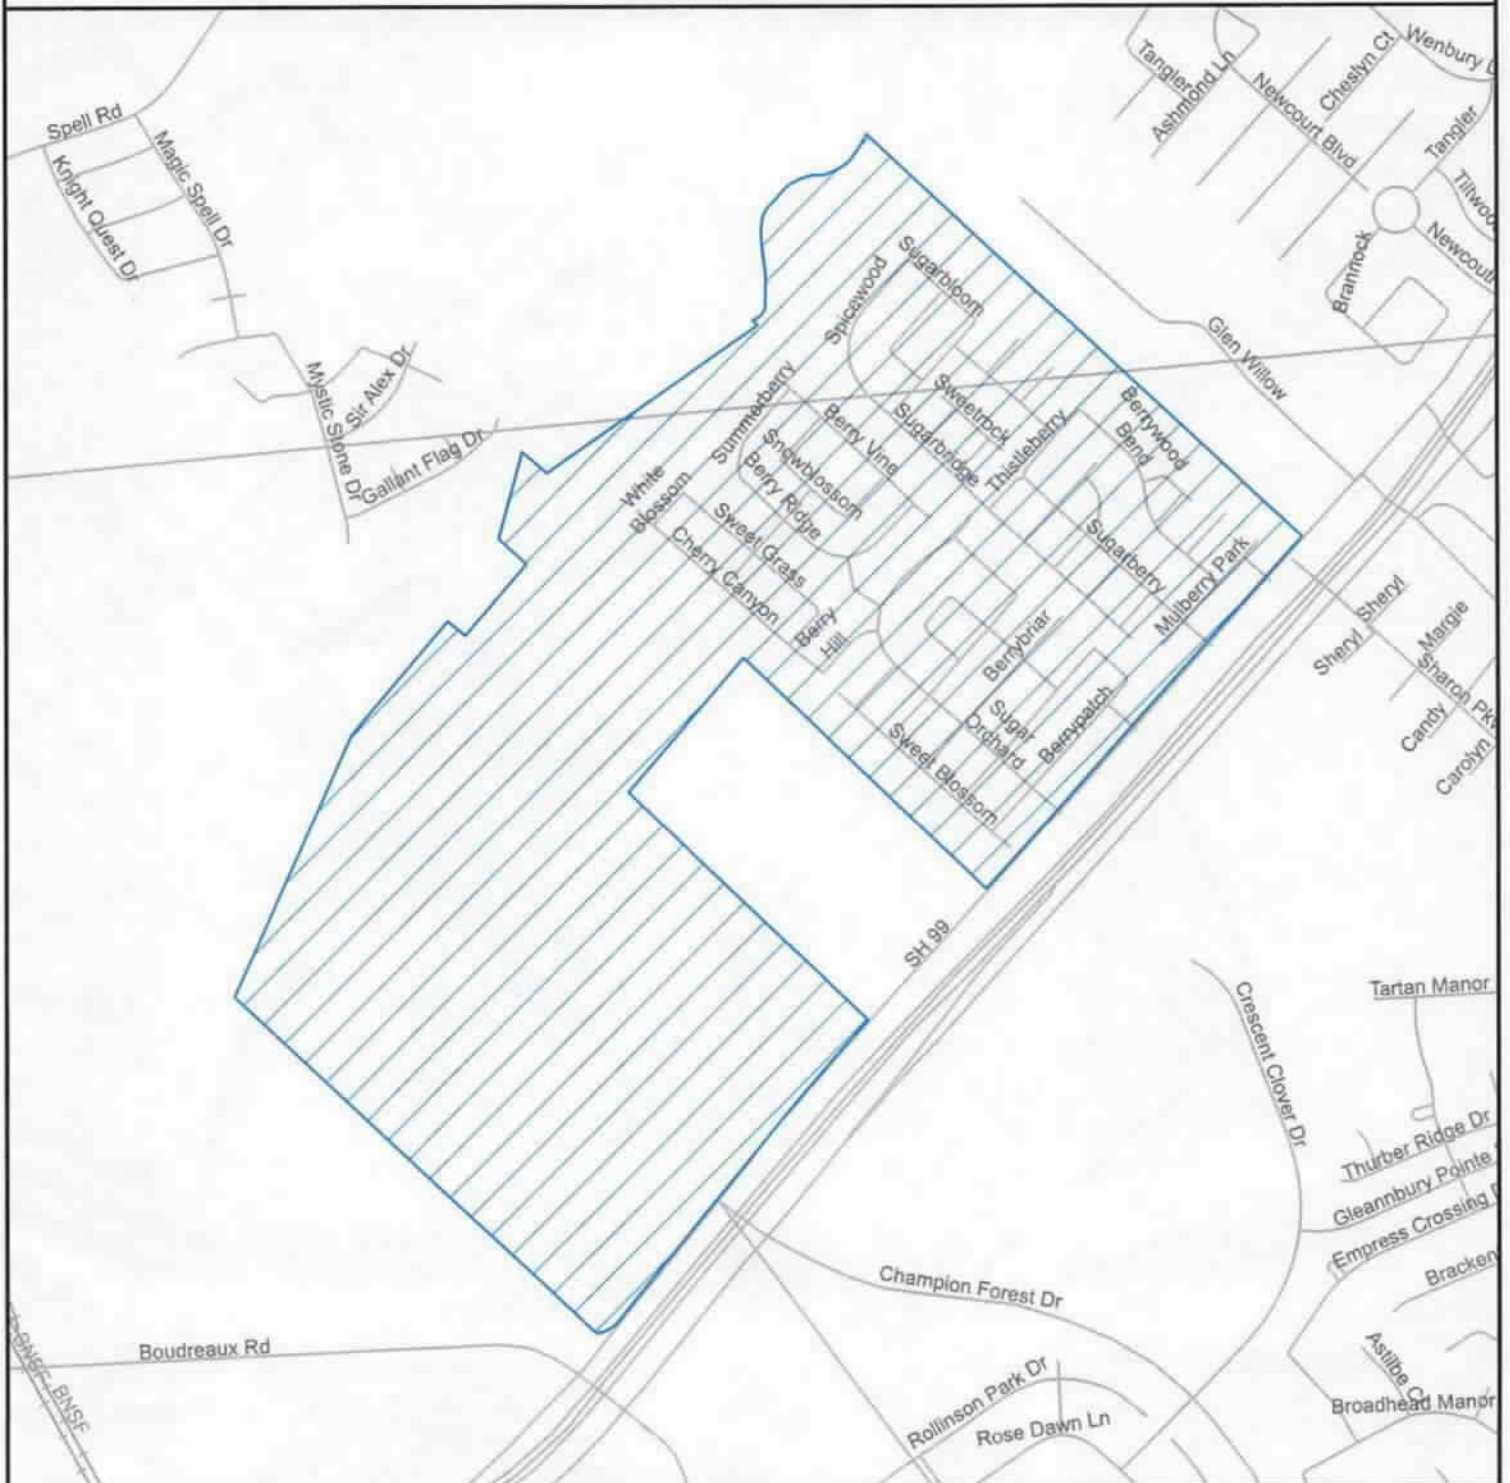 Wenbury
Cheslyn Ct
Tangler
Ashmond Ln
Newcourt Blvd
Tangler
Spell Rd
Magic Spell Dr
Knight Quest Dr
Brannock
Sugarbloom
Spicewood
Glen Willow
Mystic Stone Dr
Sir Alex Dr
Gallant Flag Dr
Summerberry
Sweetrock
Berrywood
Bend
Berry Vine
Sugarbridge
Thistleberry
Snowblossom
Berry Ridge
White
Blossom
Sweet Grass
Cherry Canyon
Sugarberry
Mulberry Park
Sheryl
Sheryl
Margie
Sharon
Candy
Carolyn
Berry
Hill
Berrybriar
Sugar
Orchard
Berrypatch
Sweet Blossom
SH 99
Crescent Clover Dr
Tartan Manor
Thurber Ridge Dr
Gleannbury Pointe
Empress Crossing
Bracken
Champion Forest Dr
Boudreaux Rd
BNSF
BNSF
Rollinson Park Dr
Rose Dawn Ln
Astilbe Ct
Broadhead Manor